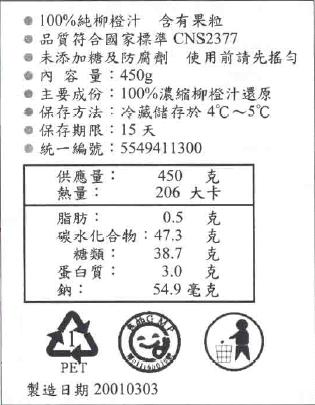 ● 100%純柳橙汁　含有果粒
● 品質符合國家標準 CNS2377
● 未添加糖及防腐劑　使用前請先搖勻
● 內 容 量：450g
● 主要成份：100%濃縮柳橙汁還原
● 保存方法：冷藏儲存於 4℃～5℃
● 保存期限：15 天
● 統一編號：5549411300
供應量： 450 克
熱量： 206 大卡
脂肪： 0.5 克
碳水化合物：47.3 克
糖類： 38.7 克
蛋白質： 3.0 克
鈉： 54.9 毫克
1
PET
食品GMP
製造日期 20010303